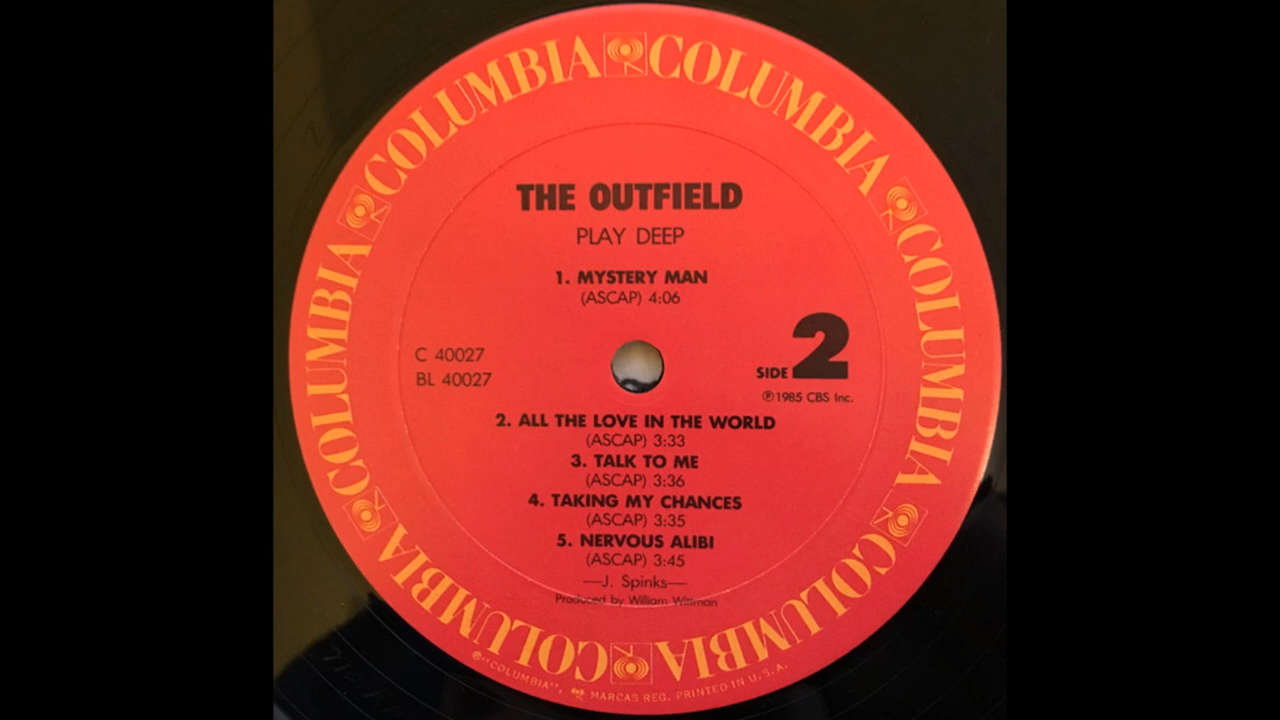 COLUMBIA COLUMBIA COLUMBIA COLUMBIA COLUMBIA COLUMBIA COLUMBIA COLUMBIA
THE OUTFIELD
PLAY DEEP
1. MYSTERY MAN
(ASCAP) 4:06
C 40027
BL 40027
SIDE 2
℗1985 CBS Inc.
2. ALL THE LOVE IN THE WORLD
(ASCAP) 3:33
3. TALK TO ME
(ASCAP) 3:36
4. TAKING MY CHANCES
(ASCAP) 3:35
5. NERVOUS ALIBI
(ASCAP) 3:45
—J. Spinks—
Produced by William Wittman
®"COLUMBIA", MARCAS REG. PRINTED IN U.S.A.